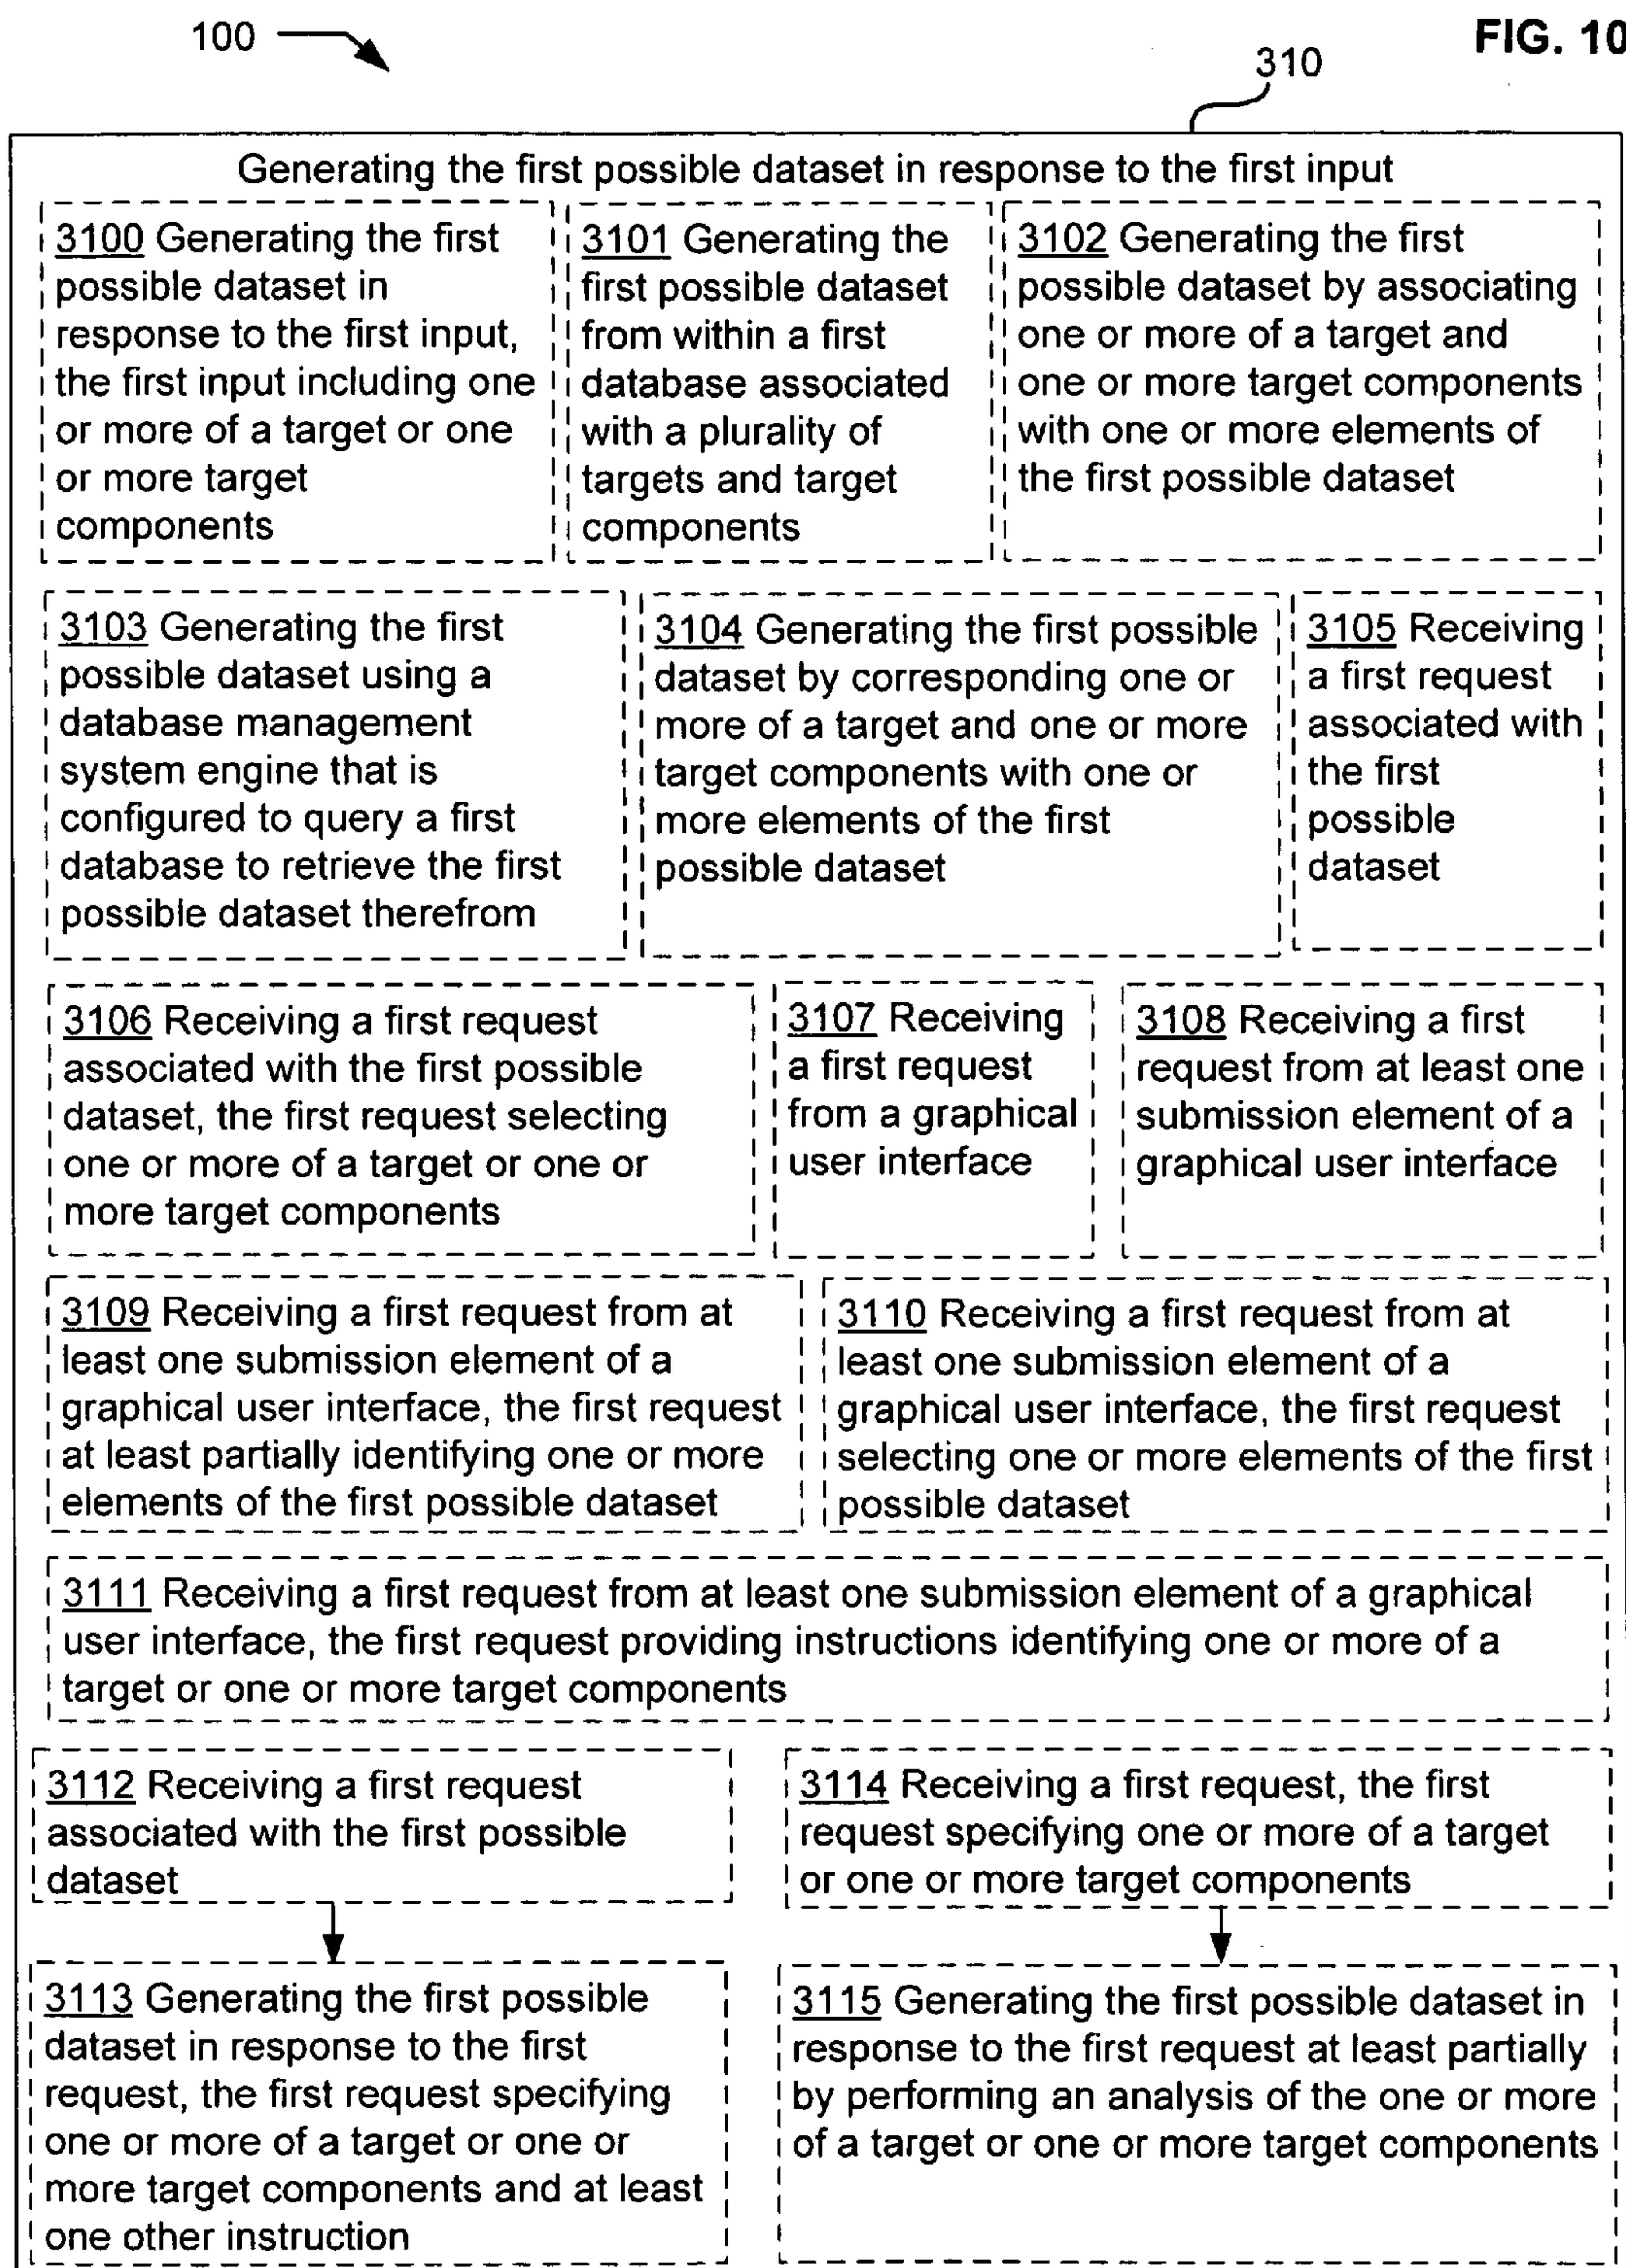 100
FIG. 10
310
Generating the first possible dataset in response to the first input
3100 Generating the first
possible dataset in
response to the first input,
the first input including one
or more of a target or one
or more target
components
3101 Generating the
first possible dataset
from within a first
database associated
with a plurality of
targets and target
components
3102 Generating the first
possible dataset by associating
one or more of a target and
one or more target components
with one or more elements of
the first possible dataset
3103 Generating the first
possible dataset using a
database management
system engine that is
configured to query a first
database to retrieve the first
possible dataset therefrom
3104 Generating the first possible
dataset by corresponding one or
more of a target and one or more
target components with one or
more elements of the first
possible dataset
3105 Receiving
a first request
associated with
the first
possible
dataset
3106 Receiving a first request
associated with the first possible
dataset, the first request selecting
one or more of a target or one or
more target components
3107 Receiving
a first request
from a graphical
user interface
3108 Receiving a first
request from at least one
submission element of a
graphical user interface
3109 Receiving a first request from at
least one submission element of a
graphical user interface, the first request
at least partially identifying one or more
elements of the first possible dataset
3110 Receiving a first request from at
least one submission element of a
graphical user interface, the first request
selecting one or more elements of the first
possible dataset
3111 Receiving a first request from at least one submission element of a graphical
user interface, the first request providing instructions identifying one or more of a
target or one or more target components
3112 Receiving a first request
associated with the first possible
dataset
3114 Receiving a first request, the first
request specifying one or more of a target
or one or more target components
3113 Generating the first possible
dataset in response to the first
request, the first request specifying
one or more of a target or one or
more target components and at least
one other instruction
3115 Generating the first possible dataset in
response to the first request at least partially
by performing an analysis of the one or more
of a target or one or more target components